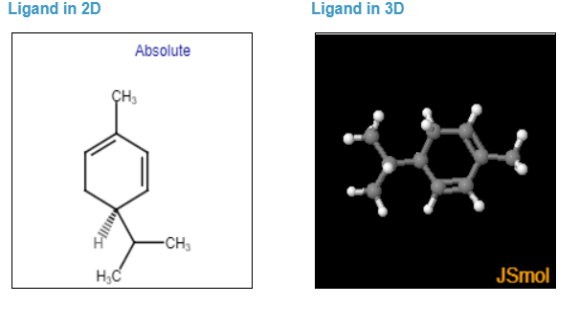 Ligand in 2D
Ligand in 3D
Absolute
CH₃
H
CH₃
H₃C
JSmol